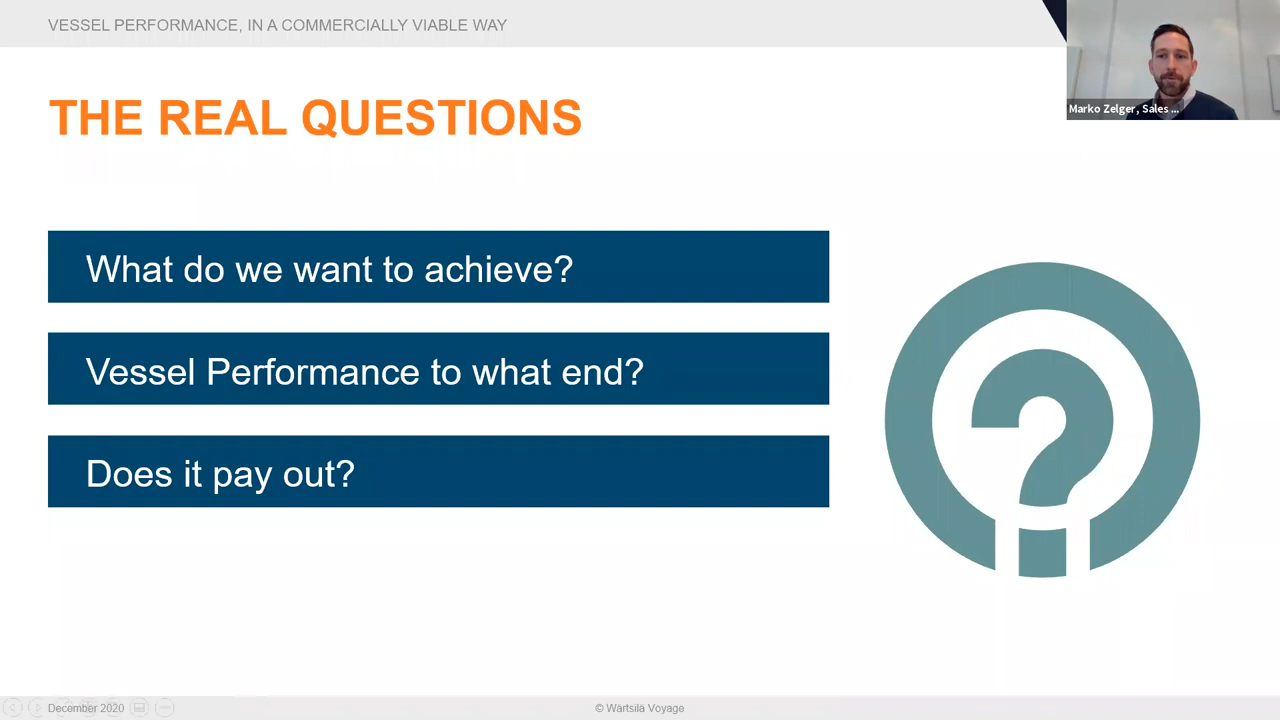 VESSEL PERFORMANCE, IN A COMMERCIALLY VIABLE WAY
Marko Zelger, Sales ...
THE REAL QUESTIONS
What do we want to achieve?
Vessel Performance to what end?
Does it pay out?
December 2020
© Wärtsilä Voyage